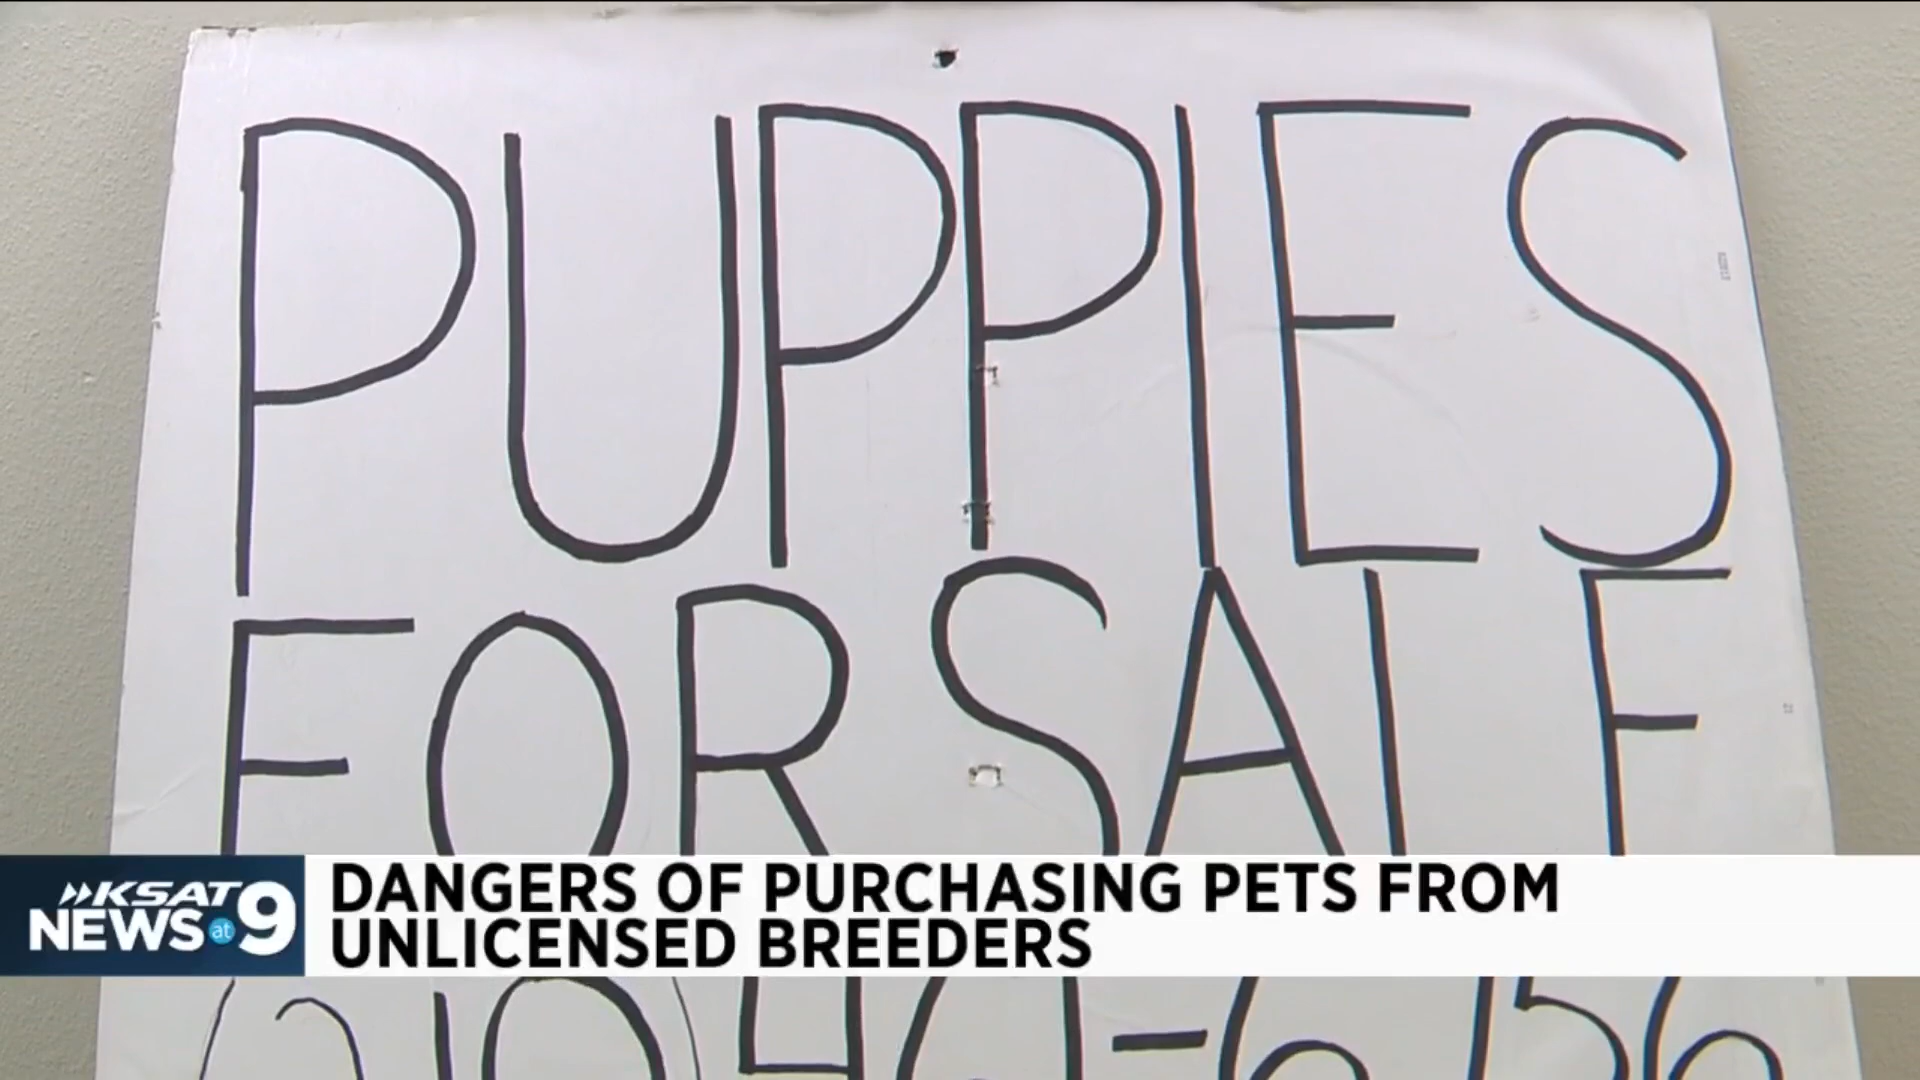 PUPPIES
FOR SALE
KSAT
NEWS at 9
DANGERS OF PURCHASING PETS FROM
UNLICENSED BREEDERS